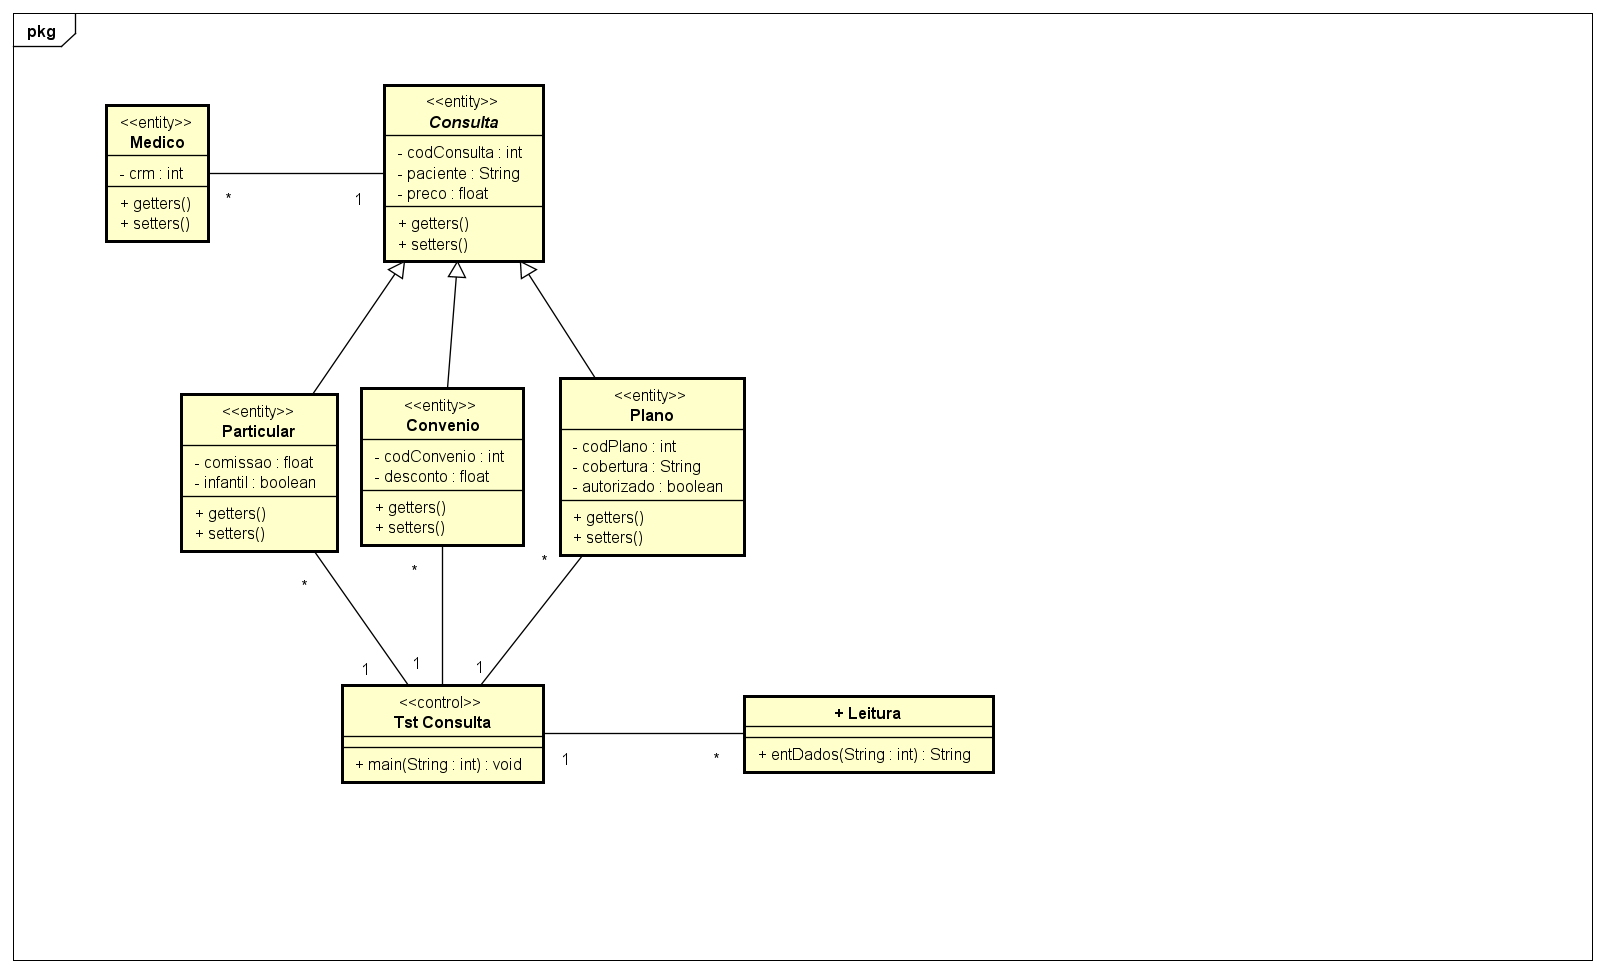 pkg
<<entity>>
Medico
- crm : int
+ getters()
+ setters()
*
1
<<entity>>
Consulta
- codConsulta : int
- paciente : String
- preco : float
+ getters()
+ setters()
<<entity>>
Particular
- comissao : float
- infantil : boolean
+ getters()
+ setters()
<<entity>>
Convenio
- codConvenio : int
- desconto : float
+ getters()
+ setters()
<<entity>>
Plano
- codPlano : int
- cobertura : String
- autorizado : boolean
+ getters()
+ setters()
*
*
*
1
1
1
<<control>>
Tst Consulta
+ main(String : int) : void
1
*
+ Leitura
+ entDados(String : int) : String